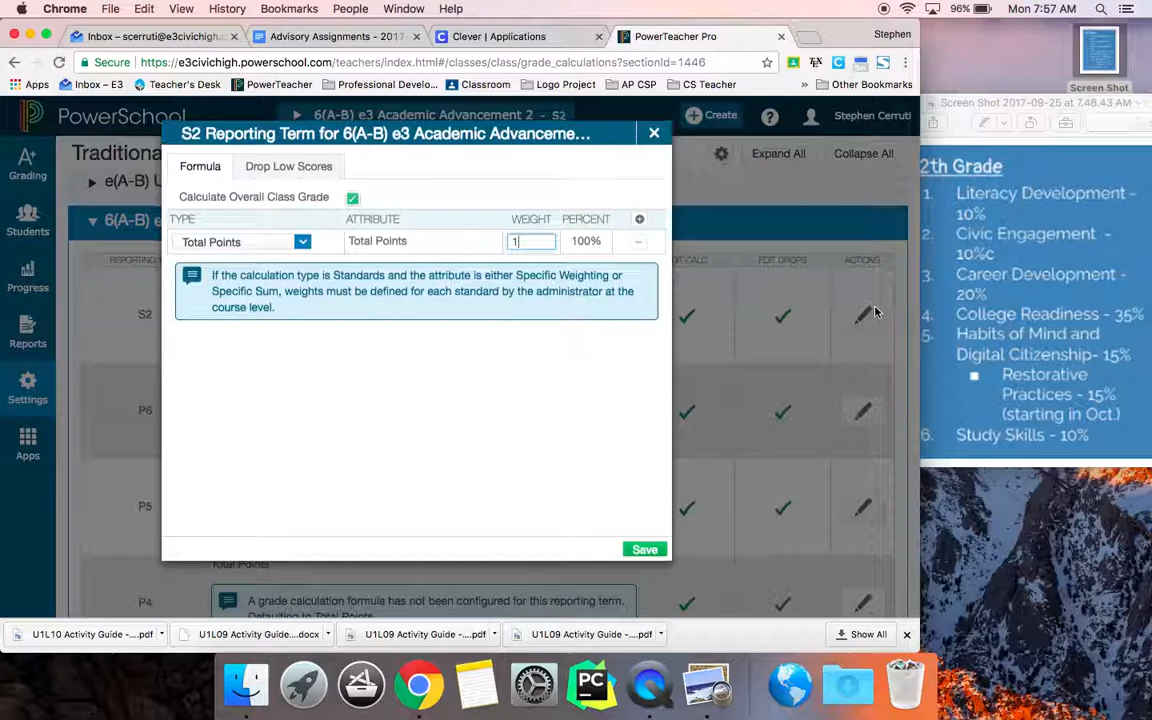 Chrome File Edit View History Bookmarks People Window Help 96% Mon 7:57 AM
Inbox – scerruti@e3civichigh.c × Advisory Assignments - 2017- × Clever | Applications × PowerTeacher Pro × Stephen
Secure https://e3civichigh.powerschool.com/teachers/index.html#/classes/class/grade_calculations?sectionId=1446
Apps Inbox – E3 Teacher's Desk PowerTeacher Professional Develo... Classroom Logo Project AP CSP CS Teacher Other Bookmarks
PowerSchool 6(A-B) e3 Academic Advancement 2 - S2 Create Stephen Cerruti
S2 Reporting Term for 6(A-B) e3 Academic Advanceme...
Traditional
Expand All Collapse All
Grading
Students
Progress
Reports
Settings
Apps
e(A-B)
6(A-B) e
Formula Drop Low Scores
Calculate Overall Class Grade
TYPE ATTRIBUTE WEIGHT PERCENT
Total Points Total Points 1 100%
If the calculation type is Standards and the attribute is either Specific Weighting or
Specific Sum, weights must be defined for each standard by the administrator at the
course level.
Save
EDIT DROPS ACTIONS
S2
P6
P5
P4
Total Points
A grade calculation formula has not been configured for this reporting term.
Defaulting to Total Points
U1L10 Activity Guide -....pdf U1L09 Activity Guide....docx U1L09 Activity Guide -....pdf U1L09 Activity Guide -....pdf Show All
Screen Shot
Screen Shot 2017-09-25 at 7.48.43 AM
2th Grade
1. Literacy Development -
10%
2. Civic Engagement -
10%c
3. Career Development -
20%
4. College Readiness - 35%
5. Habits of Mind and
Digital Citizenship- 15%
Restorative
Practices - 15%
(starting in Oct.)
6. Study Skills - 10%
PC